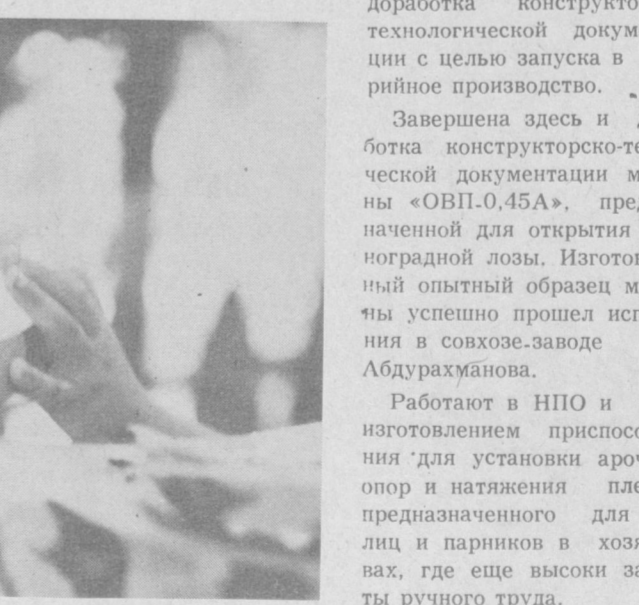 доработка конструкто
технологической докум
ции с целью запуска в
рийное производство.
Завершена здесь и
ботка конструкторско-те
ческой документации м
ны «ОВП-0,45А», пред
наченной для открытия
ноградной лозы. Изготов
ный опытный образец м
ны успешно прошел исп
ния в совхозе-заводе
Абдурахманова.
Работают в НПО и
изготовлением приспосо
ния для установки ароч
опор и натяжения пле
предназначенного для
лиц и парников в хозя
вах, где еще высоки за
ты ручного труда.